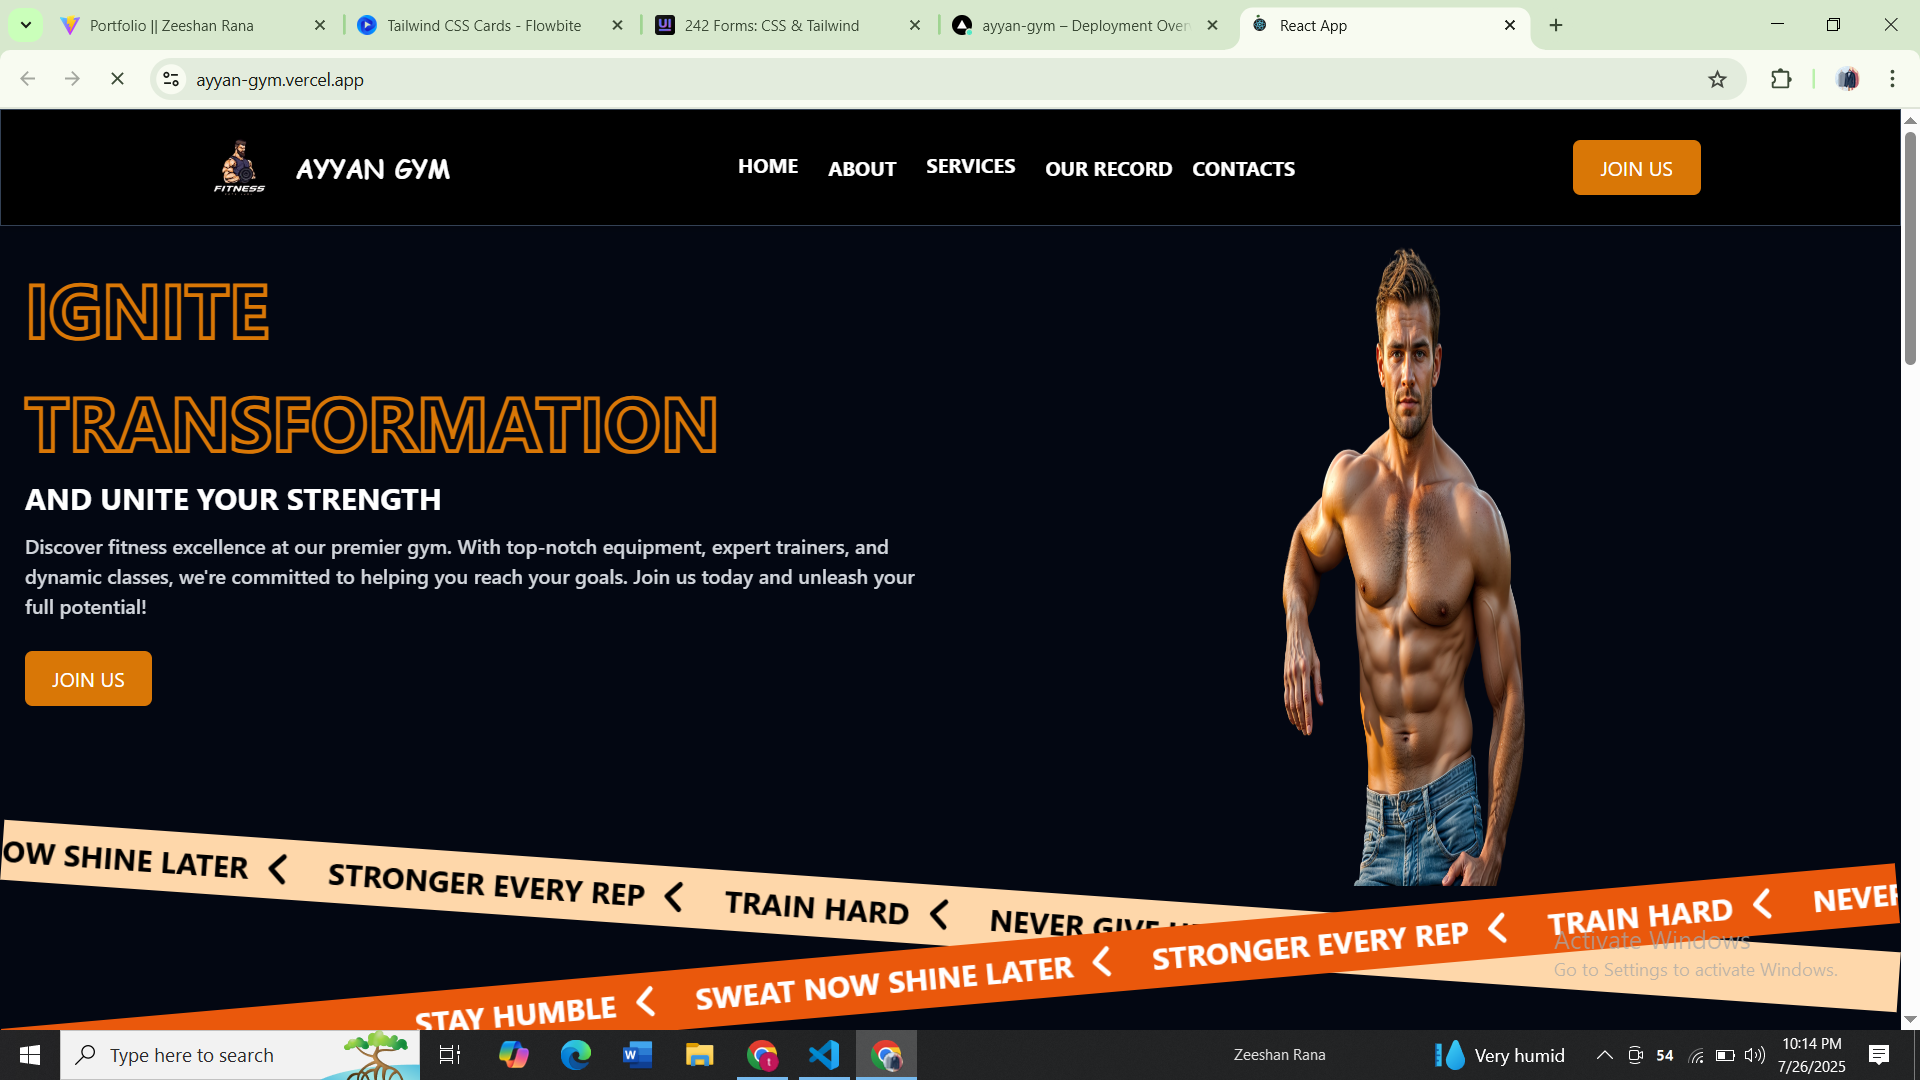 Portfolio || Zeeshan Rana
Tailwind CSS Cards - Flowbite
242 Forms: CSS & Tailwind
ayyan-gym – Deployment Over
React App
ayyan-gym.vercel.app
FITNESS
AYYAN GYM
HOME
ABOUT
SERVICES
OUR RECORD
CONTACTS
JOIN US
IGNITE
TRANSFORMATION
AND UNITE YOUR STRENGTH
Discover fitness excellence at our premier gym. With top-notch equipment, expert trainers, and
dynamic classes, we're committed to helping you reach your goals. Join us today and unleash your
full potential!
JOIN US
OW SHINE LATER STRONGER EVERY REP TRAIN HARD NEVER GIVE U
STAY HUMBLE SWEAT NOW SHINE LATER STRONGER EVERY REP TRAIN HARD NEVER
Activate Windows
Go to Settings to activate Windows.
Type here to search
Zeeshan Rana
Very humid
54
10:14 PM
7/26/2025